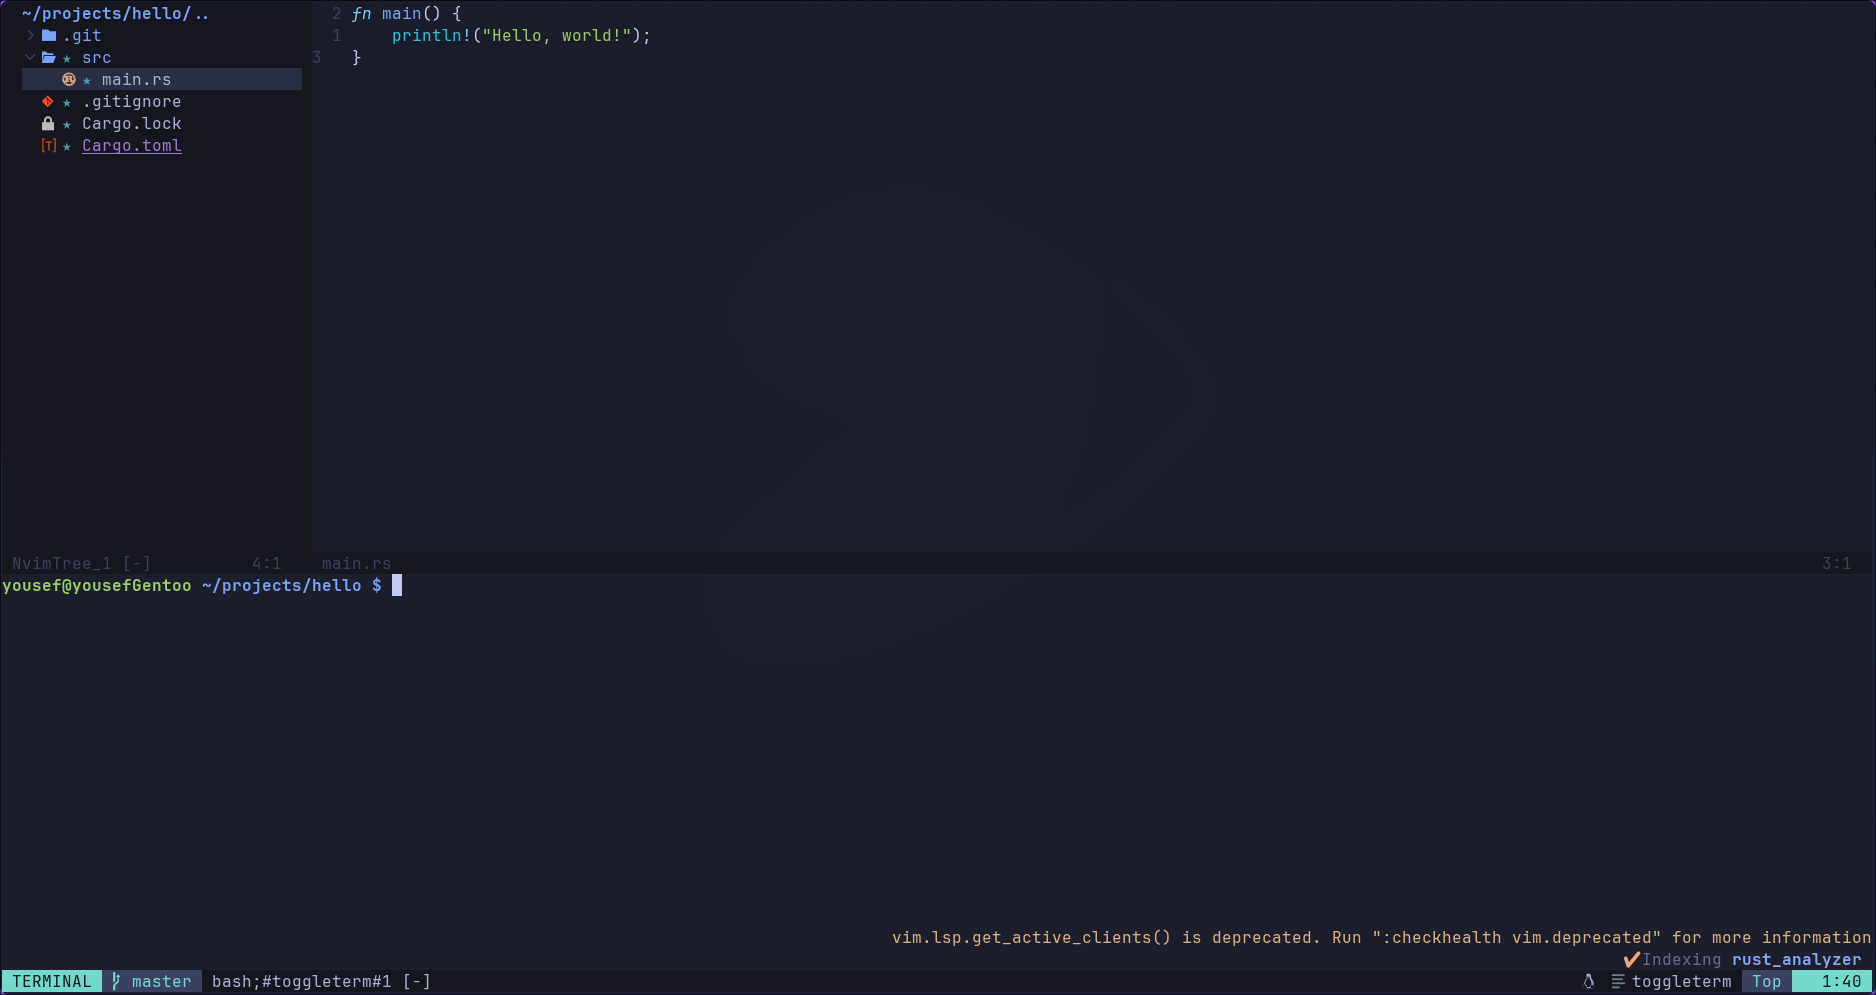 ~/projects/hello/..
.git
★ src
★ main.rs
★ .gitignore
★ Cargo.lock
[T] ★ Cargo.toml
2 fn main() {
1 println!("Hello, world!");
3 }
NvimTree_1 [-] 4:1 main.rs 3:1
yousef@yousefGentoo ~/projects/hello $
vim.lsp.get_active_clients() is deprecated. Run ":checkhealth vim.deprecated" for more information
✔Indexing rust_analyzer
TERMINAL master bash;#toggleterm#1 [-] toggleterm Top 1:40